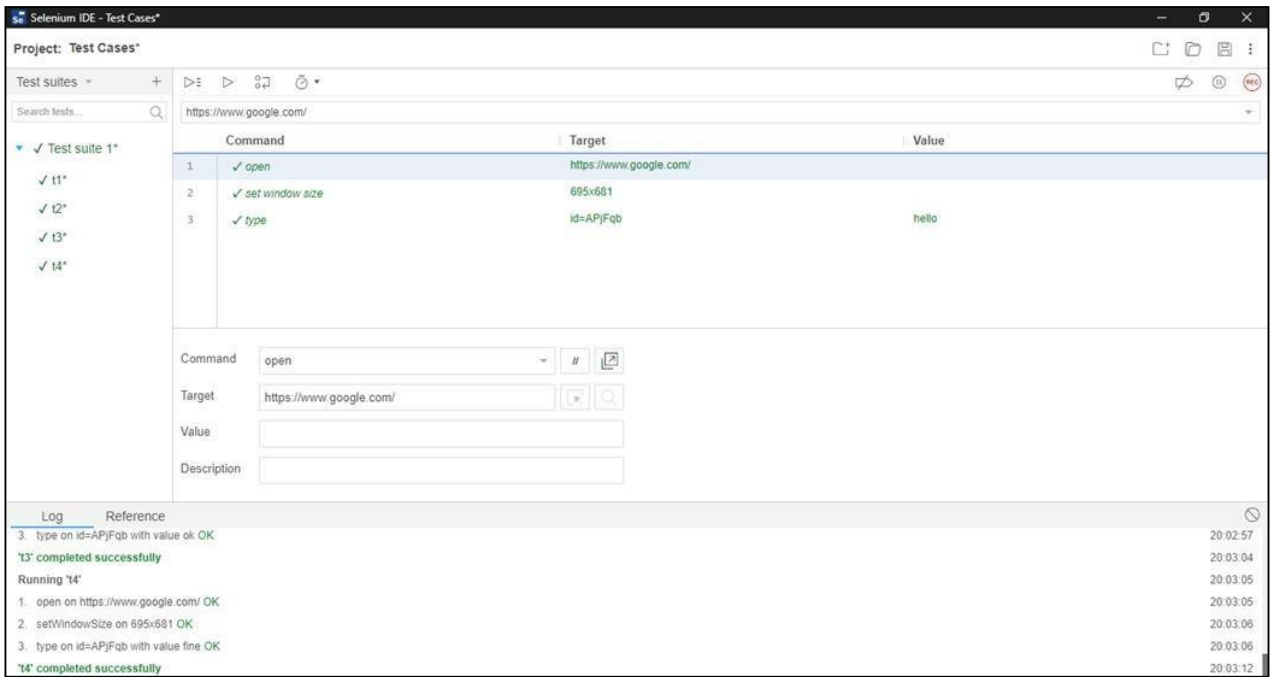 Se Selenium IDE - Test Cases*
Project: Test Cases*
Test suites
Search tests...
✓ Test suite 1*
✓ t1*
✓ t2*
✓ t3*
✓ t4*
REC
https://www.google.com/
Command Target Value
1 ✓ open https://www.google.com/
2 ✓ set window size 695x681
3 ✓ type id=APjFqb hello
Command open //
Target https://www.google.com/
Value
Description
Log Reference
3. type on id=APjFqb with value ok OK 20:02:57
't3' completed successfully 20:03:04
Running 't4' 20:03:05
1. open on https://www.google.com/ OK 20:03:05
2. setWindowSize on 695x681 OK 20:03:06
3. type on id=APjFqb with value fine OK 20:03:06
't4' completed successfully 20:03:12